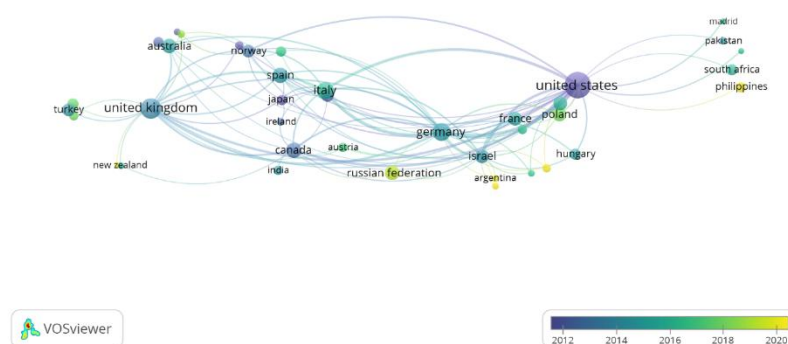 madrid
australia
norway
pakistan
spain
south africa
italy
united states
philippines
japan
turkey
united kingdom
france
poland
ireland
germany
canada
austria
israel
hungary
new zealand
india
russian federation
argentina
VOSviewer
2012 2014 2016 2018 2020